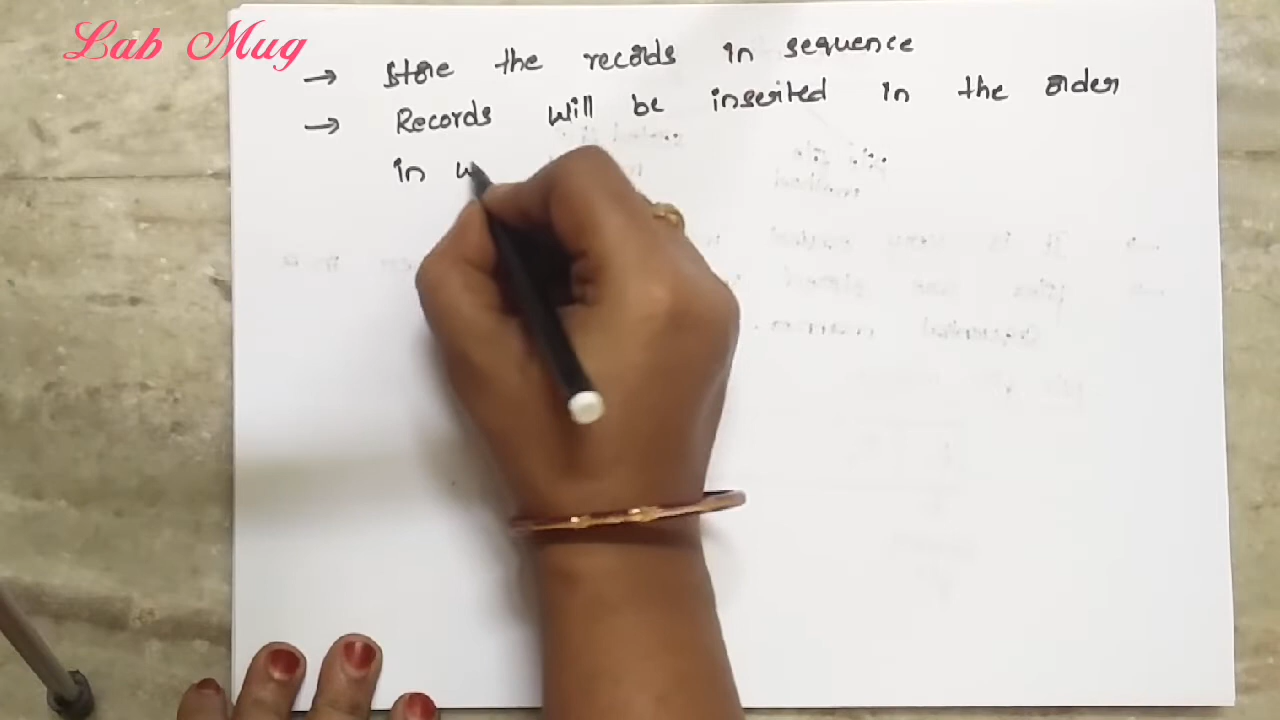 Lab Mug
→ Store the records in sequence
→ Records will be inserted in the order
in w